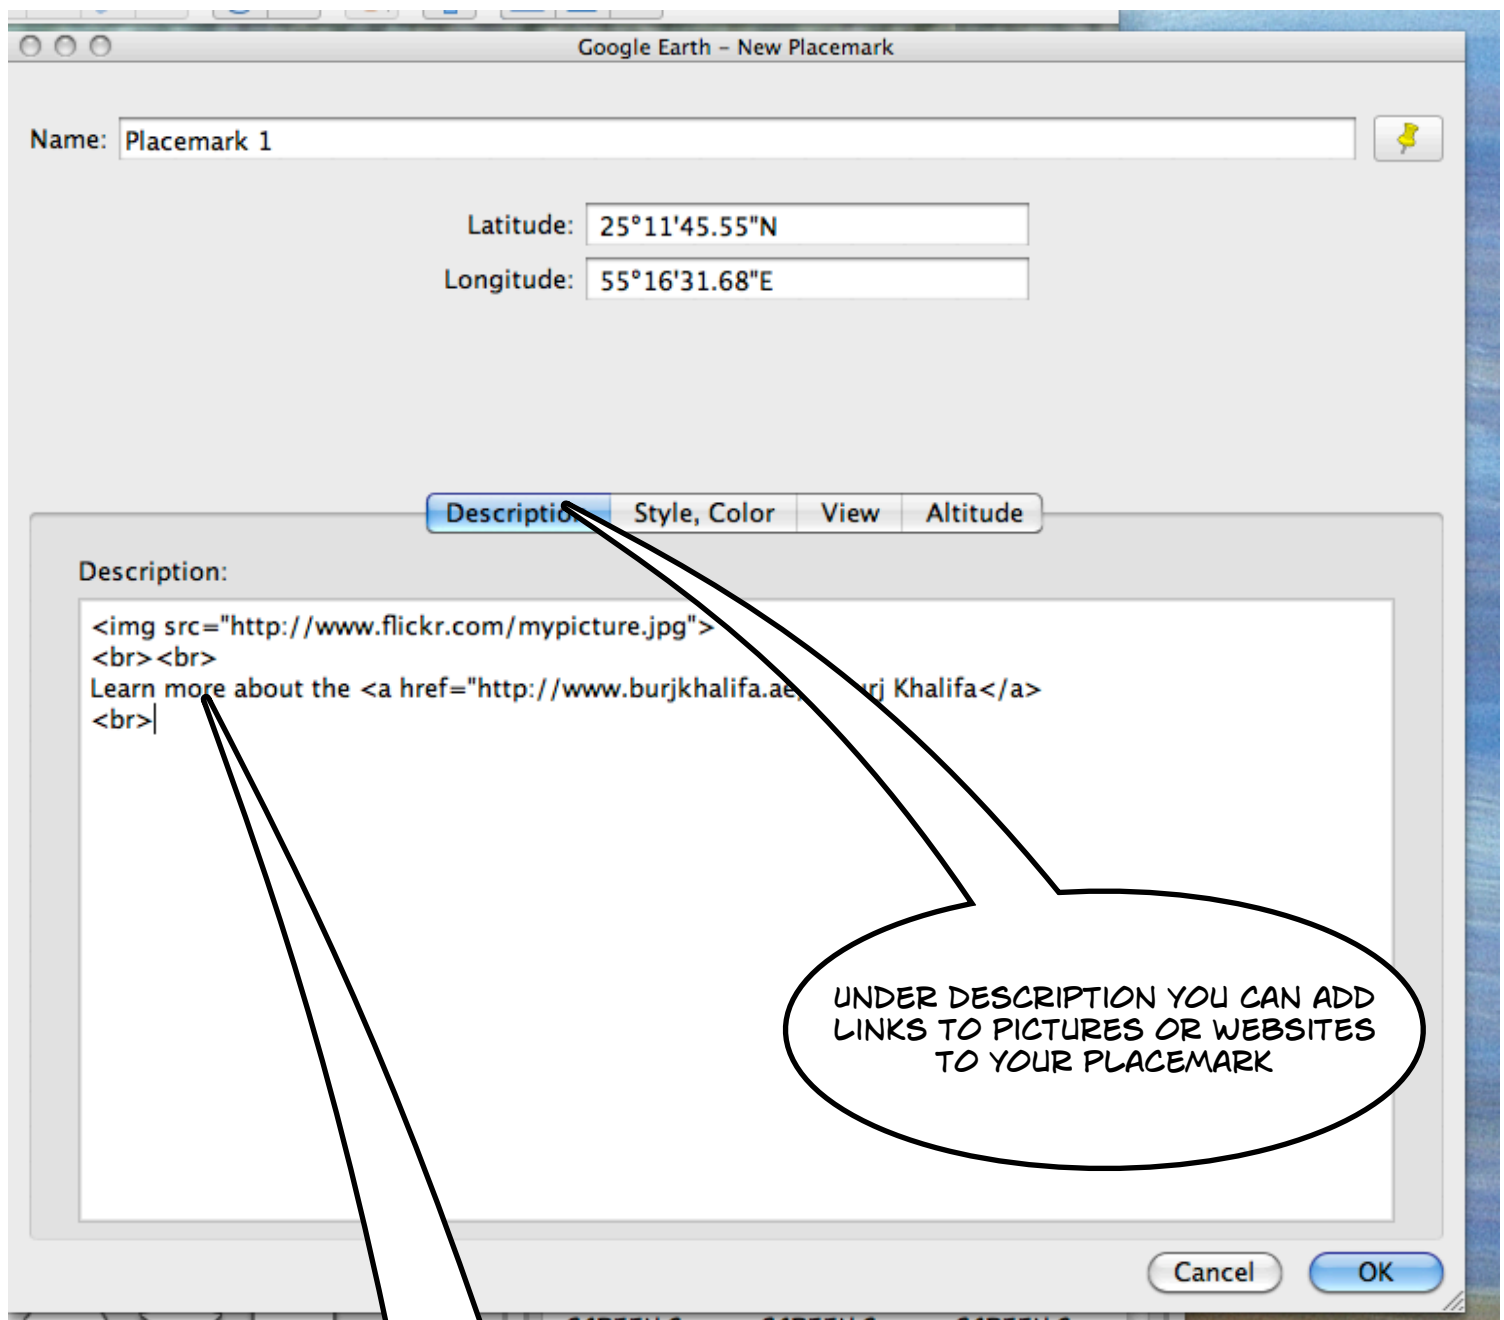 Google Earth – New Placemark
Name: Placemark 1
Latitude: 25°11'45.55"N
Longitude: 55°16'31.68"E
Description Style, Color View Altitude
Description:
<img src="http://www.flickr.com/mypicture.jpg">
<br><br>
Learn more about the <a href="http://www.burjkhalifa.ae Khalifa</a>
<br>
UNDER DESCRIPTION YOU CAN ADD
LINKS TO PICTURES OR WEBSITES
TO YOUR PLACEMARK
Cancel OK